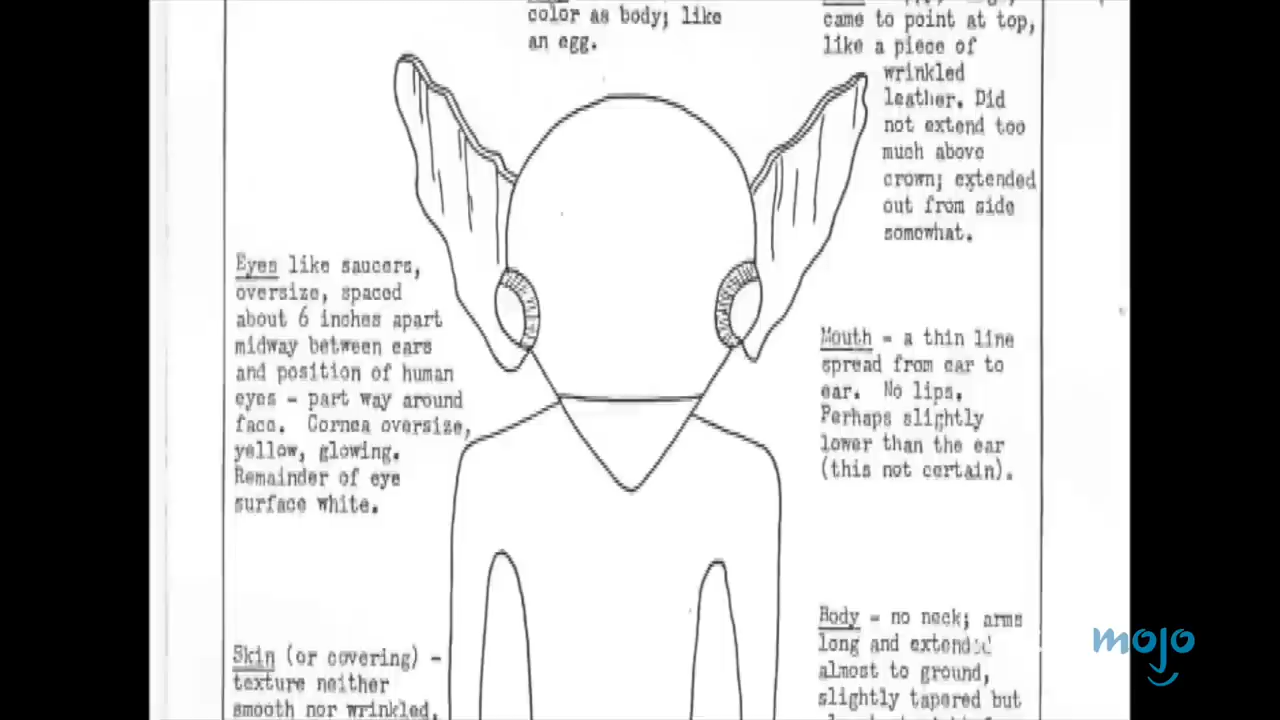 color as body; like
an egg.
came to point at top,
like a piece of
wrinkled
leather. Did
not extend too
much above
crown; extended
out from side
somewhat.
Eyes like saucers,
oversize, spaced
about 6 inches apart
midway between ears
and position of human
eyes - part way around
face. Cornea oversize,
yellow, glowing.
Remainder of eye
surface white.
Mouth - a thin line
spread from ear to
ear. No lips.
Perhaps slightly
lower than the ear
(this not certain).
Skin (or covering) -
texture neither
smooth nor wrinkled,
Body - no neck; arms
long and extended
almost to ground,
slightly tapered but
mojo